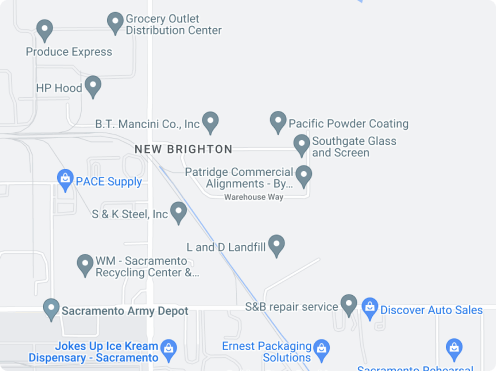 Grocery Outlet
Distribution Center
Produce Express
HP Hood
B.T. Mancini Co., Inc
Pacific Powder Coating
NEW BRIGHTON
Southgate Glass
and Screen
Patridge Commercial
Alignments - By...
PACE Supply
Warehouse Way
S & K Steel, Inc
L and D Landfill
WM - Sacramento
Recycling Center &...
Sacramento Army Depot
S&B repair service
Discover Auto Sales
Jokes Up Ice Kream
Dispensary - Sacramento
Ernest Packaging
Solutions
Sacramento Rehearsal